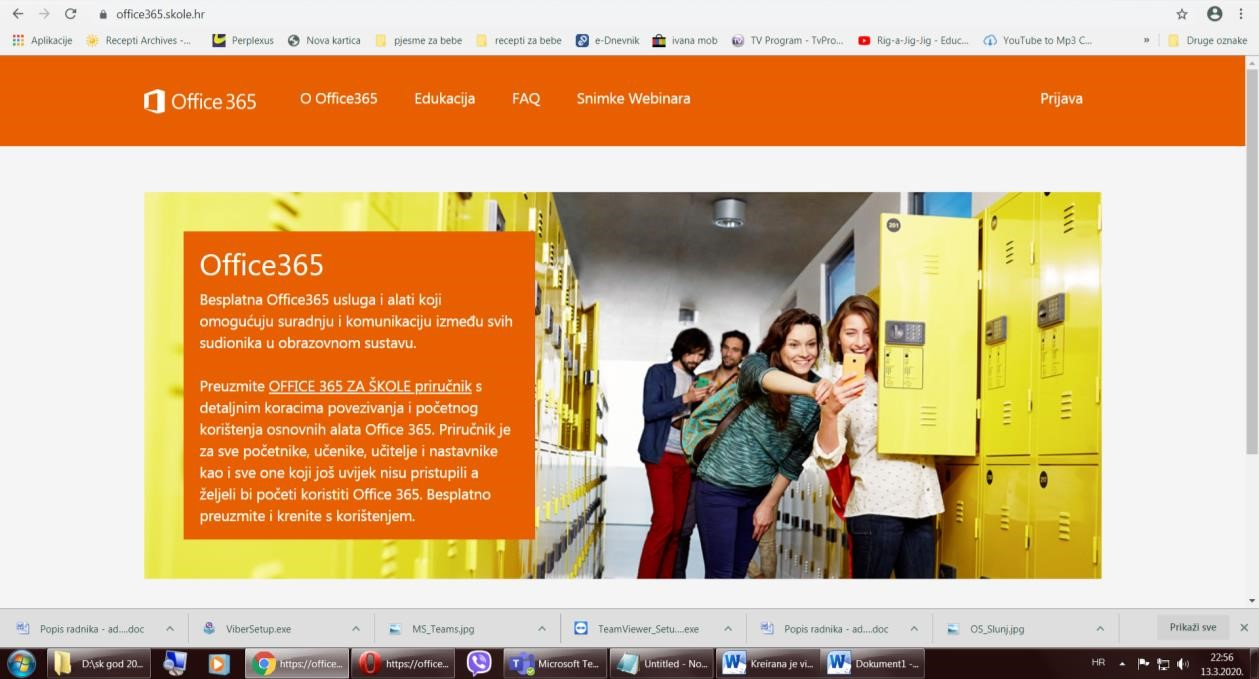 office365.skole.hr
Aplikacije Recepti Archives -... Perplexus Nova kartica pjesme za bebe recepti za bebe e-Dnevnik ivana mob TV Program - TvPro... Rig-a-Jig-Jig - Educ... YouTube to Mp3 C... » Druge oznake
Office 365 O Office365 Edukacija FAQ Snimke Webinara Prijava
Office365
Besplatna Office365 usluga i alati koji
omogućuju suradnju i komunikaciju između svih
sudionika u obrazovnom sustavu.
Preuzmite OFFICE 365 ZA ŠKOLE priručnik s
detaljnim koracima povezivanja i početnog
korištenja osnovnih alata Office 365. Priručnik je
za sve početnike, učenike, učitelje i nastavnike
kao i sve one koji još uvijek nisu pristupili a
željeli bi početi koristiti Office 365. Besplatno
preuzmite i krenite s korištenjem.
201
Popis radnika - ad....doc ViberSetup.exe MS_Teams.jpg TeamViewer_Setu....exe Popis radnika - ad....doc OS_Slunj.jpg Prikaži sve
D:\sk god 20... https://office... https://office... Microsoft Te... Untitled - No... Kreirana je vi... Dokument1 -... HR 22:56
13.3.2020.